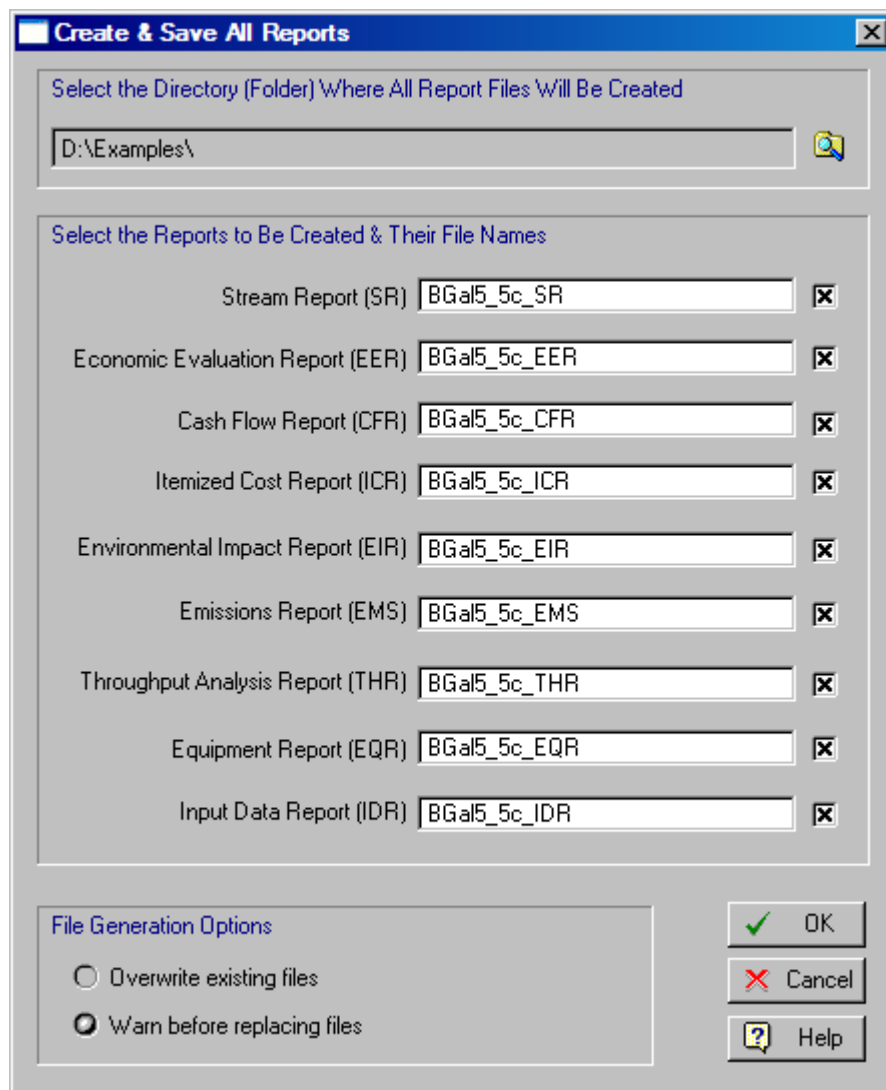 Create & Save All Reports
Select the Directory (Folder) Where All Report Files Will Be Created
D:\Examples\
Select the Reports to Be Created & Their File Names
Stream Report (SR) BGal5_5c_SR
Economic Evaluation Report (EER) BGal5_5c_EER
Cash Flow Report (CFR) BGal5_5c_CFR
Itemized Cost Report (ICR) BGal5_5c_ICR
Environmental Impact Report (EIR) BGal5_5c_EIR
Emissions Report (EMS) BGal5_5c_EMS
Throughput Analysis Report (THR) BGal5_5c_THR
Equipment Report (EQR) BGal5_5c_EQR
Input Data Report (IDR) BGal5_5c_IDR
File Generation Options
Overwrite existing files
Warn before replacing files
OK
Cancel
Help